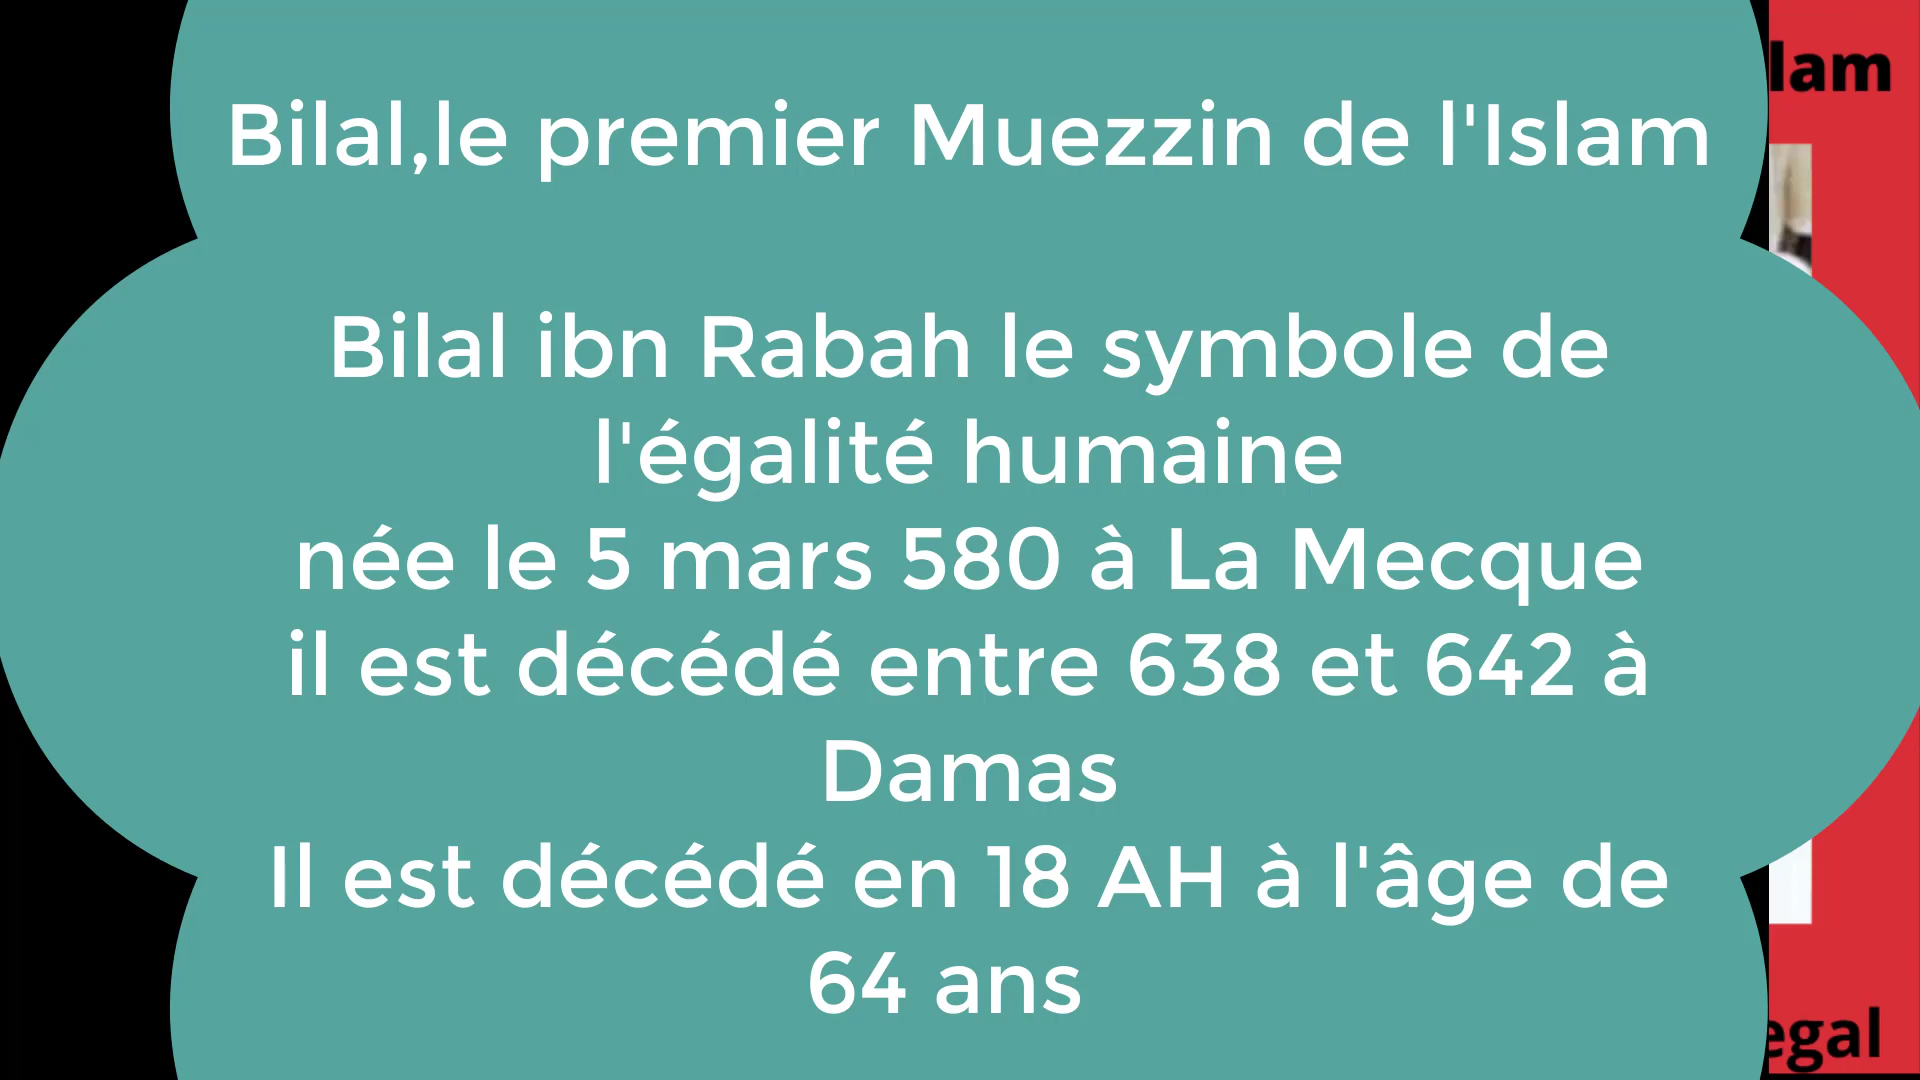 Bilal,le premier Muezzin de l'Islam
Bilal ibn Rabah le symbole de
l'égalité humaine
née le 5 mars 580 à La Mecque
il est décédé entre 638 et 642 à
Damas
Il est décédé en 18 AH à l'âge de
64 ans
lam
egal